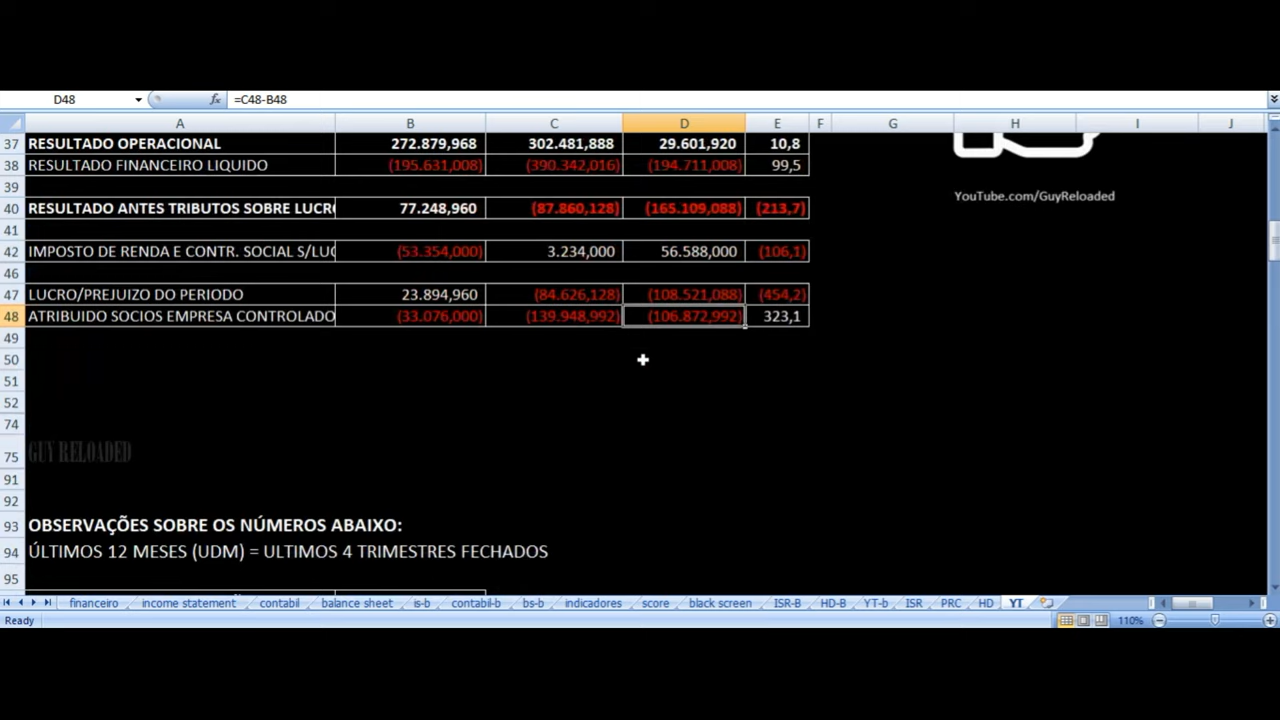 D48 fx =C48-B48
A B C D E F G H I J
37 RESULTADO OPERACIONAL 272.879,968 302.481,888 29.601,920 10,8
38 RESULTADO FINANCEIRO LIQUIDO (195.631,008) (390.342,016) (194.711,008) 99,5
YouTube.com/GuyReloaded
39
40 RESULTADO ANTES TRIBUTOS SOBRE LUCRO 77.248,960 (87.860,128) (165.109,088) (213,7)
41
42 IMPOSTO DE RENDA E CONTR. SOCIAL S/LUC (53.354,000) 3.234,000 56.588,000 (106,1)
46
47 LUCRO/PREJUIZO DO PERIODO 23.894,960 (84.626,128) (108.521,088) (454,2)
48 ATRIBUIDO SOCIOS EMPRESA CONTROLADO (33.076,000) (139.948,992) (106.872,992) 323,1
49
50
51
52
74
75 GUY RELOADED
91
92
93 OBSERVAÇÕES SOBRE OS NÚMEROS ABAIXO:
94 ÚLTIMOS 12 MESES (UDM) = ULTIMOS 4 TRIMESTRES FECHADOS
95
financeiro income statement contabil balance sheet is-b contabil-b bs-b indicadores score black screen ISR-B HD-B YT-b ISR PRC HD YT
Ready 110%